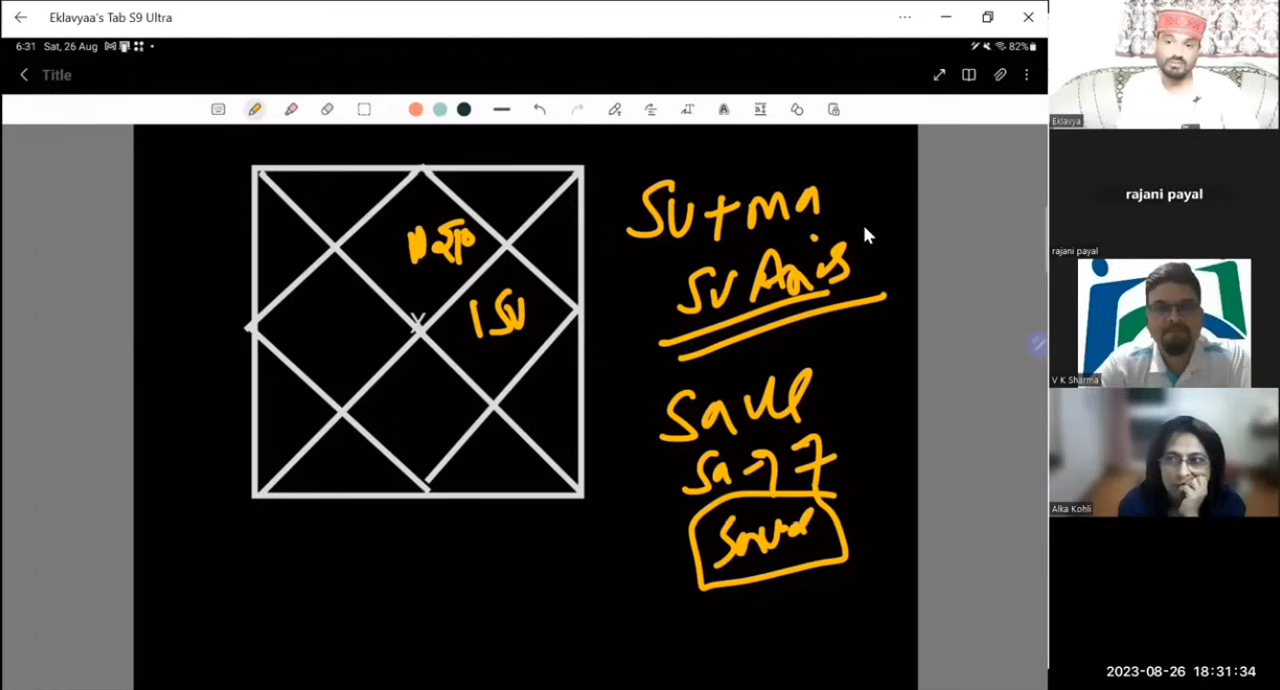 Eklavyaa's Tab S9 Ultra
6:31 Sat, 26 Aug
82%
Title
Su + ma
Su Axis
1 Su
Sa → 7
Eklavya
rajani payal
rajani payal
V K Sharma
Alka Kohli
2023-08-26 18:31:34